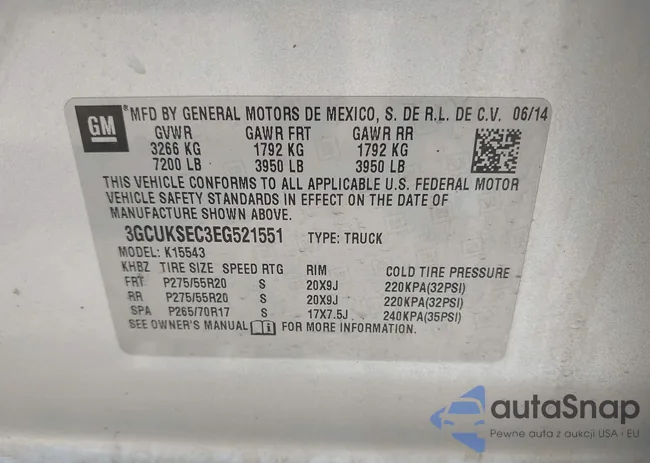 GM
*MFD BY GENERAL MOTORS DE MEXICO, S. DE R.L. DE C.V. 06/14
GVWR GAWR FRT GAWR RR
3266 KG 1792 KG 1792 KG
7200 LB 3950 LB 3950 LB
THIS VEHICLE CONFORMS TO ALL APPLICABLE U.S. FEDERAL MOTOR
VEHICLE SAFETY STANDARDS IN EFFECT ON THE DATE OF
MANUFACTURE SHOWN ABOVE.
3GCUKSEC3EG521551 TYPE: TRUCK
MODEL: K15543
KHBZ TIRE SIZE SPEED RTG RIM COLD TIRE PRESSURE
FRT P275/55R20 S 20X9J 220KPA(32PSI)
RR P275/55R20 S 20X9J 220KPA(32PSI)
SPA P265/70R17 S 17X7.5J 240KPA(35PSI)
SEE OWNER'S MANUAL FOR MORE INFORMATION.
autaSnap
Pewne auta z aukcji USA · EU